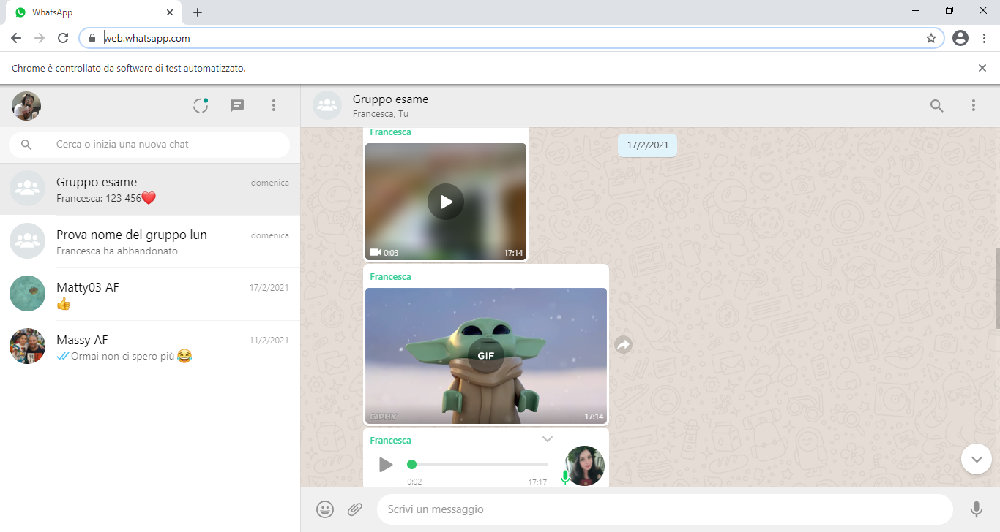 WhatsApp
web.whatsapp.com
Chrome è controllato da software di test automatizzato.
Cerca o inizia una nuova chat
Gruppo esame
domenica
Francesca: 123 456❤️
Prova nome del gruppo lun
domenica
Francesca ha abbandonato
Matty03 AF
17/2/2021
👍
Massy AF
11/2/2021
Ormai non ci spero più 😂
Gruppo esame
Francesca, Tu
17/2/2021
Francesca
0:03
17:14
Francesca
GIF
GIPHY
17:14
Francesca
0:02
17:17
Scrivi un messaggio